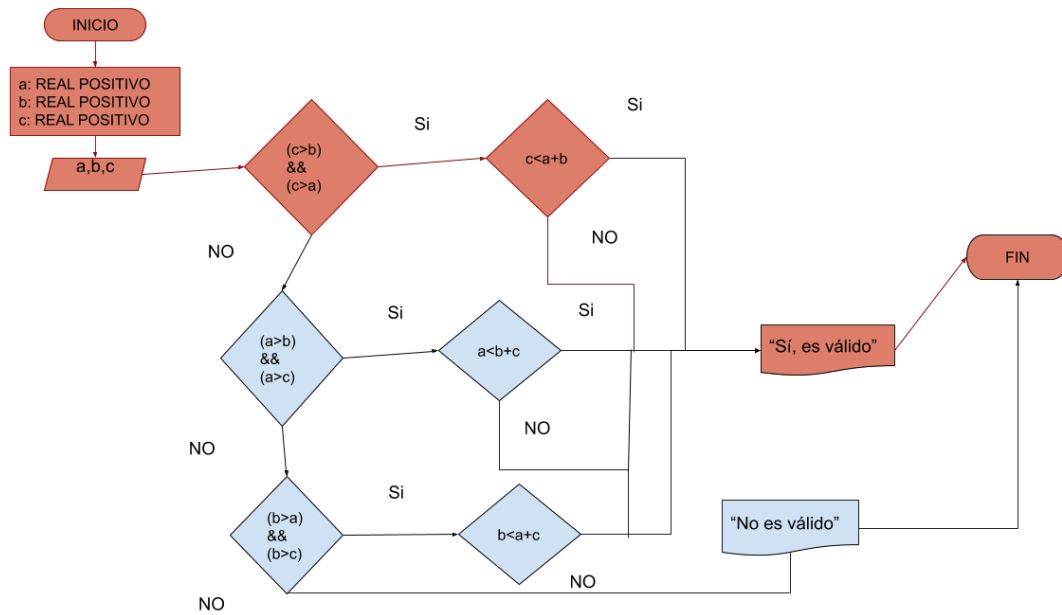 INICIO
a: REAL POSITIVO
b: REAL POSITIVO
c: REAL POSITIVO
a,b,c
(c>b)
&&
(c>a)
Si
c<a+b
Si
NO
NO
(a>b)
&&
(a>c)
Si
a<b+c
Si
NO
NO
(b>a)
&&
(b>c)
Si
b<a+c
NO
NO
“Sí, es válido”
“No es válido”
FIN